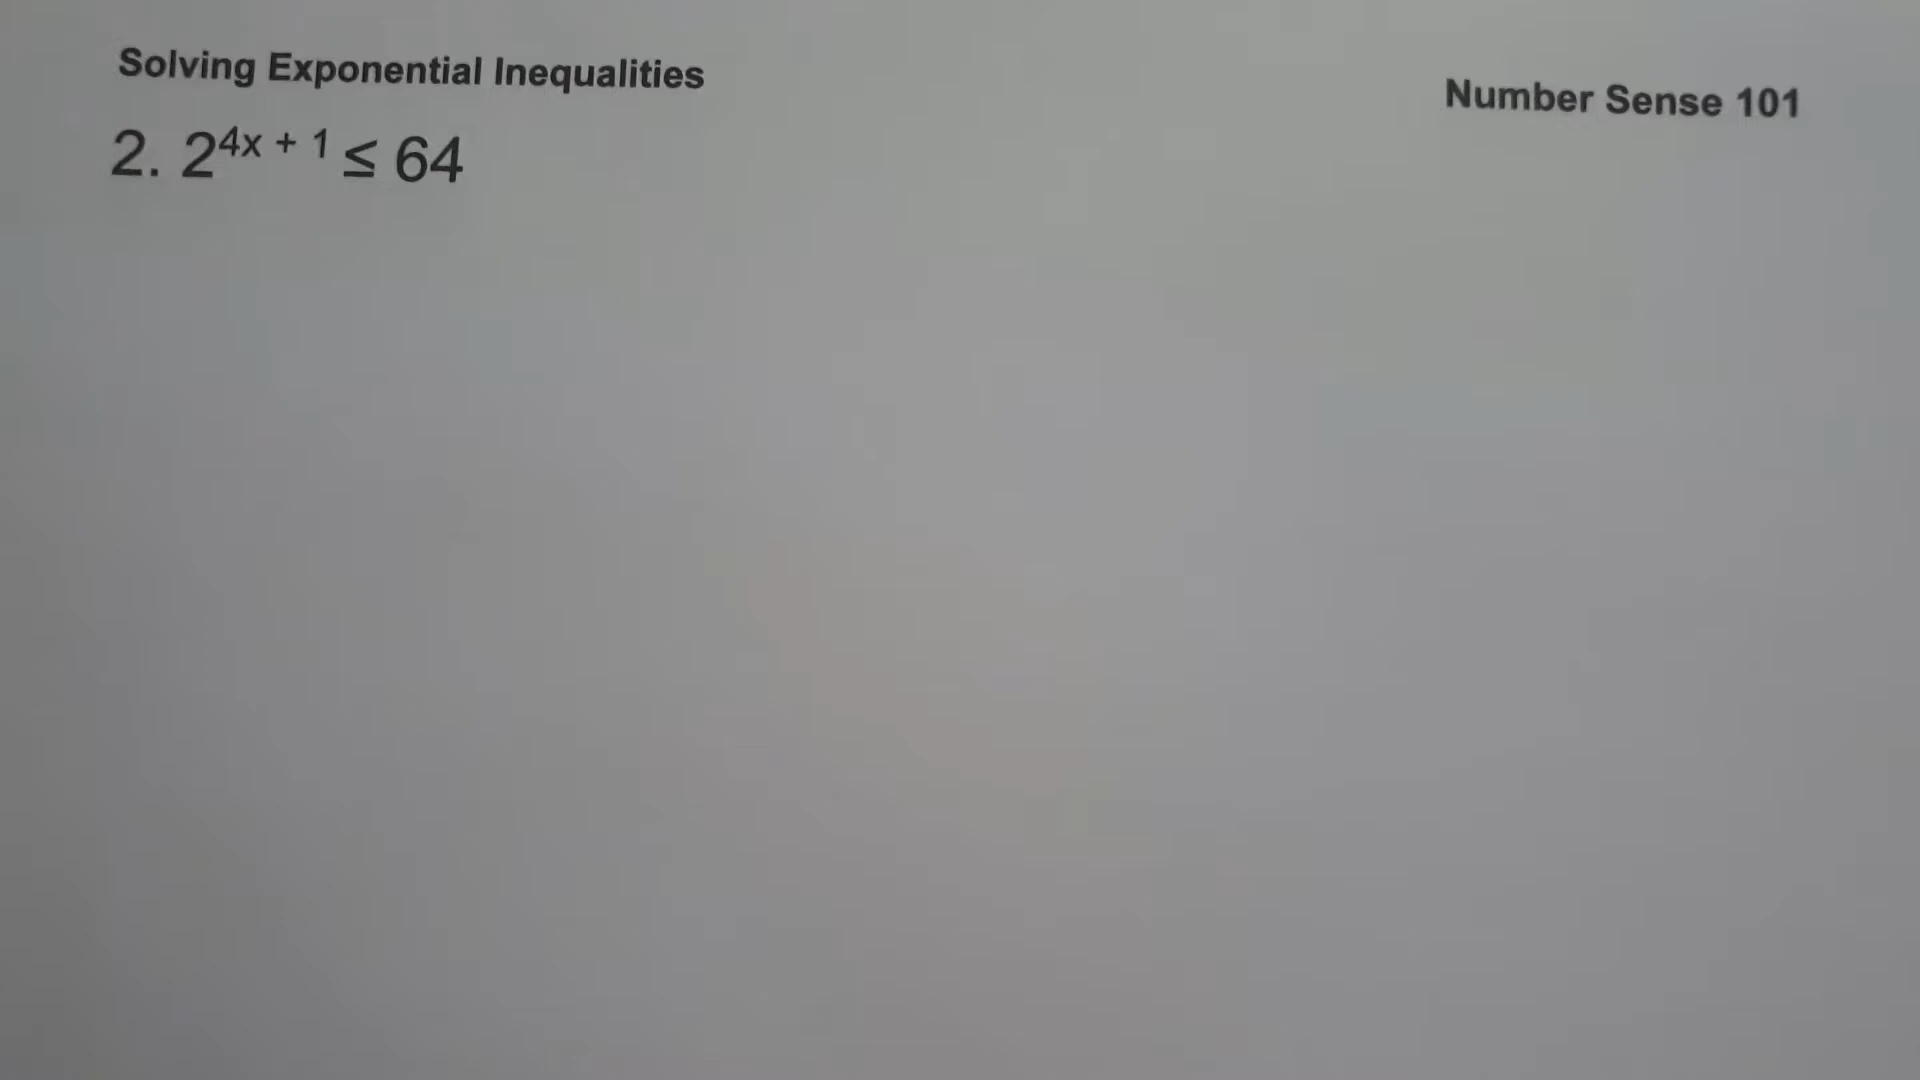 Solving Exponential Inequalities
Number Sense 101
2. 2^{4x + 1} ≤ 64